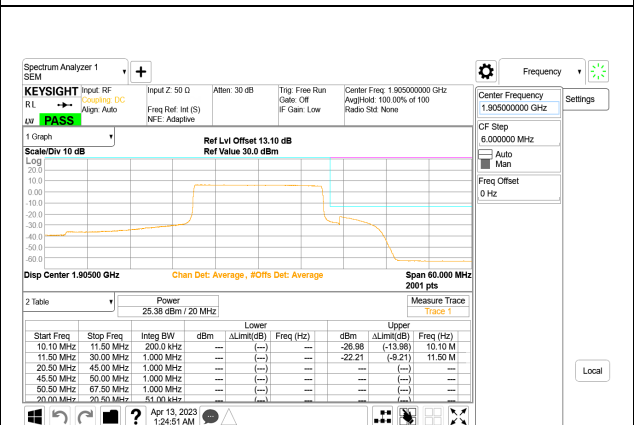 Spectrum Analyzer 1
SEM
Frequency
KEYSIGHT Input: RF Input Z: 50 Ω Atten: 30 dB Trig: Free Run Center Freq: 1.905000000 GHz
RL Coupling: DC Gate: Off Avg|Hold: 100.00% of 100
Align: Auto Freq Ref: Int (S) IF Gain: Low Radio Std: None
LXI PASS NFE: Adaptive
Center Frequency
1.905000000 GHz
Settings
CF Step
6.000000 MHz
Auto
Man
Freq Offset
0 Hz
1 Graph
Scale/Div 10 dB
Ref Lvl Offset 13.10 dB
Ref Value 30.0 dBm
Log
20.0
10.0
0.00
-10.0
-20.0
-30.0
-40.0
-50.0
-60.0
Disp Center 1.90500 GHz Chan Det: Average , #Offs Det: Average Span 60.000 MHz
2001 pts
2 Table
Power
25.38 dBm / 20 MHz
Measure Trace
Trace 1
Lower Upper
Start Freq Stop Freq Integ BW dBm ΔLimit(dB) Freq (Hz) dBm ΔLimit(dB) Freq (Hz)
10.10 MHz 11.50 MHz 200.0 kHz --- (---) --- -26.98 (-13.98) 10.10 M
11.50 MHz 30.00 MHz 1.000 MHz --- (---) --- -22.21 (-9.21) 11.50 M
20.50 MHz 45.00 MHz 1.000 MHz --- (---) --- --- (---) ---
45.50 MHz 50.00 MHz 1.000 MHz --- (---) --- --- (---) ---
50.50 MHz 67.50 MHz 1.000 MHz --- (---) --- --- (---) ---
20.00 MHz 20.50 MHz 51.00 kHz --- (---) --- --- (---) ---
Local
Apr 13, 2023
1:24:51 AM